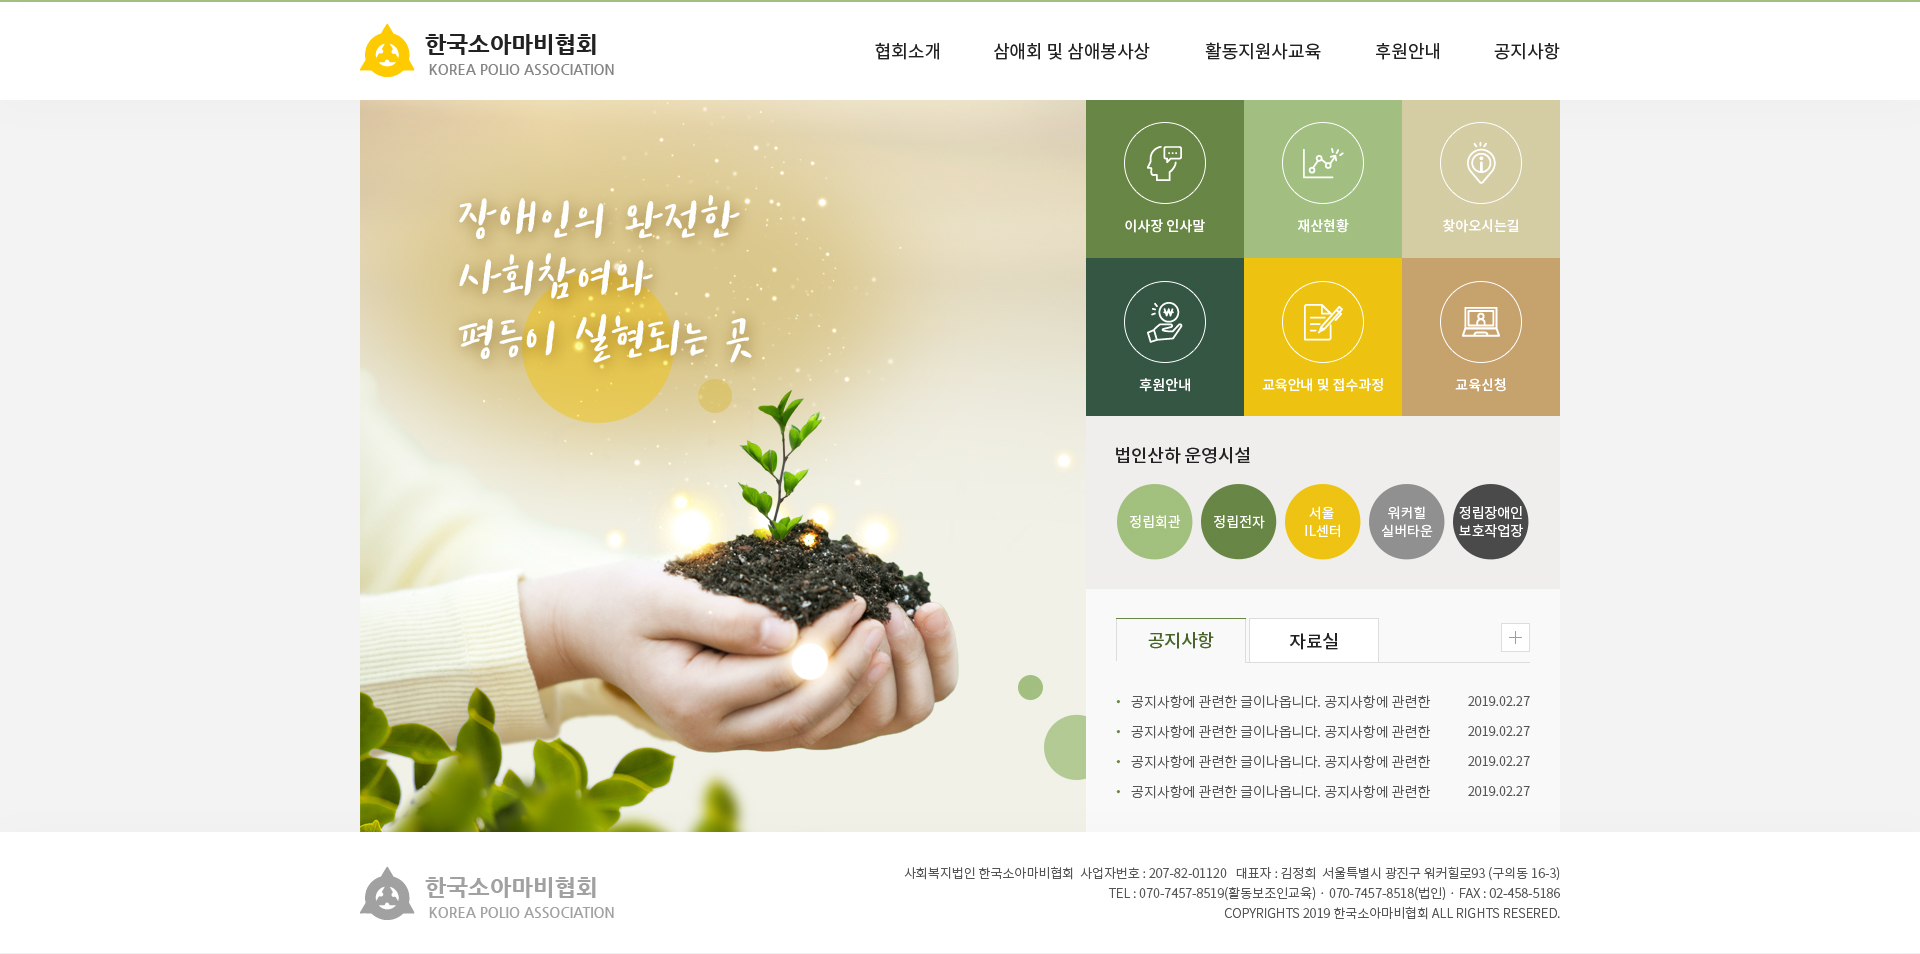 한국소아마비협회
KOREA POLIO ASSOCIATION
협회소개
삼애회 및 삼애봉사상
활동지원사교육
후원안내
공지사항
장애인의 완전한
사회참여와
평등이 실현되는 곳
이사장 인사말
재산현황
찾아오시는길
후원안내
교육안내 및 접수과정
교육신청
법인산하 운영시설
정립회관
정립전자
서울
IL센터
워커힐
실버타운
정립장애인
보호작업장
공지사항
자료실
공지사항에 관련한 글이나옵니다. 공지사항에 관련한 2019.02.27
공지사항에 관련한 글이나옵니다. 공지사항에 관련한 2019.02.27
공지사항에 관련한 글이나옵니다. 공지사항에 관련한 2019.02.27
공지사항에 관련한 글이나옵니다. 공지사항에 관련한 2019.02.27
한국소아마비협회
KOREA POLIO ASSOCIATION
사회복지법인 한국소아마비협회 사업자번호 : 207-82-01120 대표자 : 김정희 서울특별시 광진구 워커힐로93 (구의동 16-3)
TEL : 070-7457-8519(활동보조인교육) · 070-7457-8518(법인) · FAX : 02-458-5186
COPYRIGHTS 2019 한국소아마비협회 ALL RIGHTS RESERED.